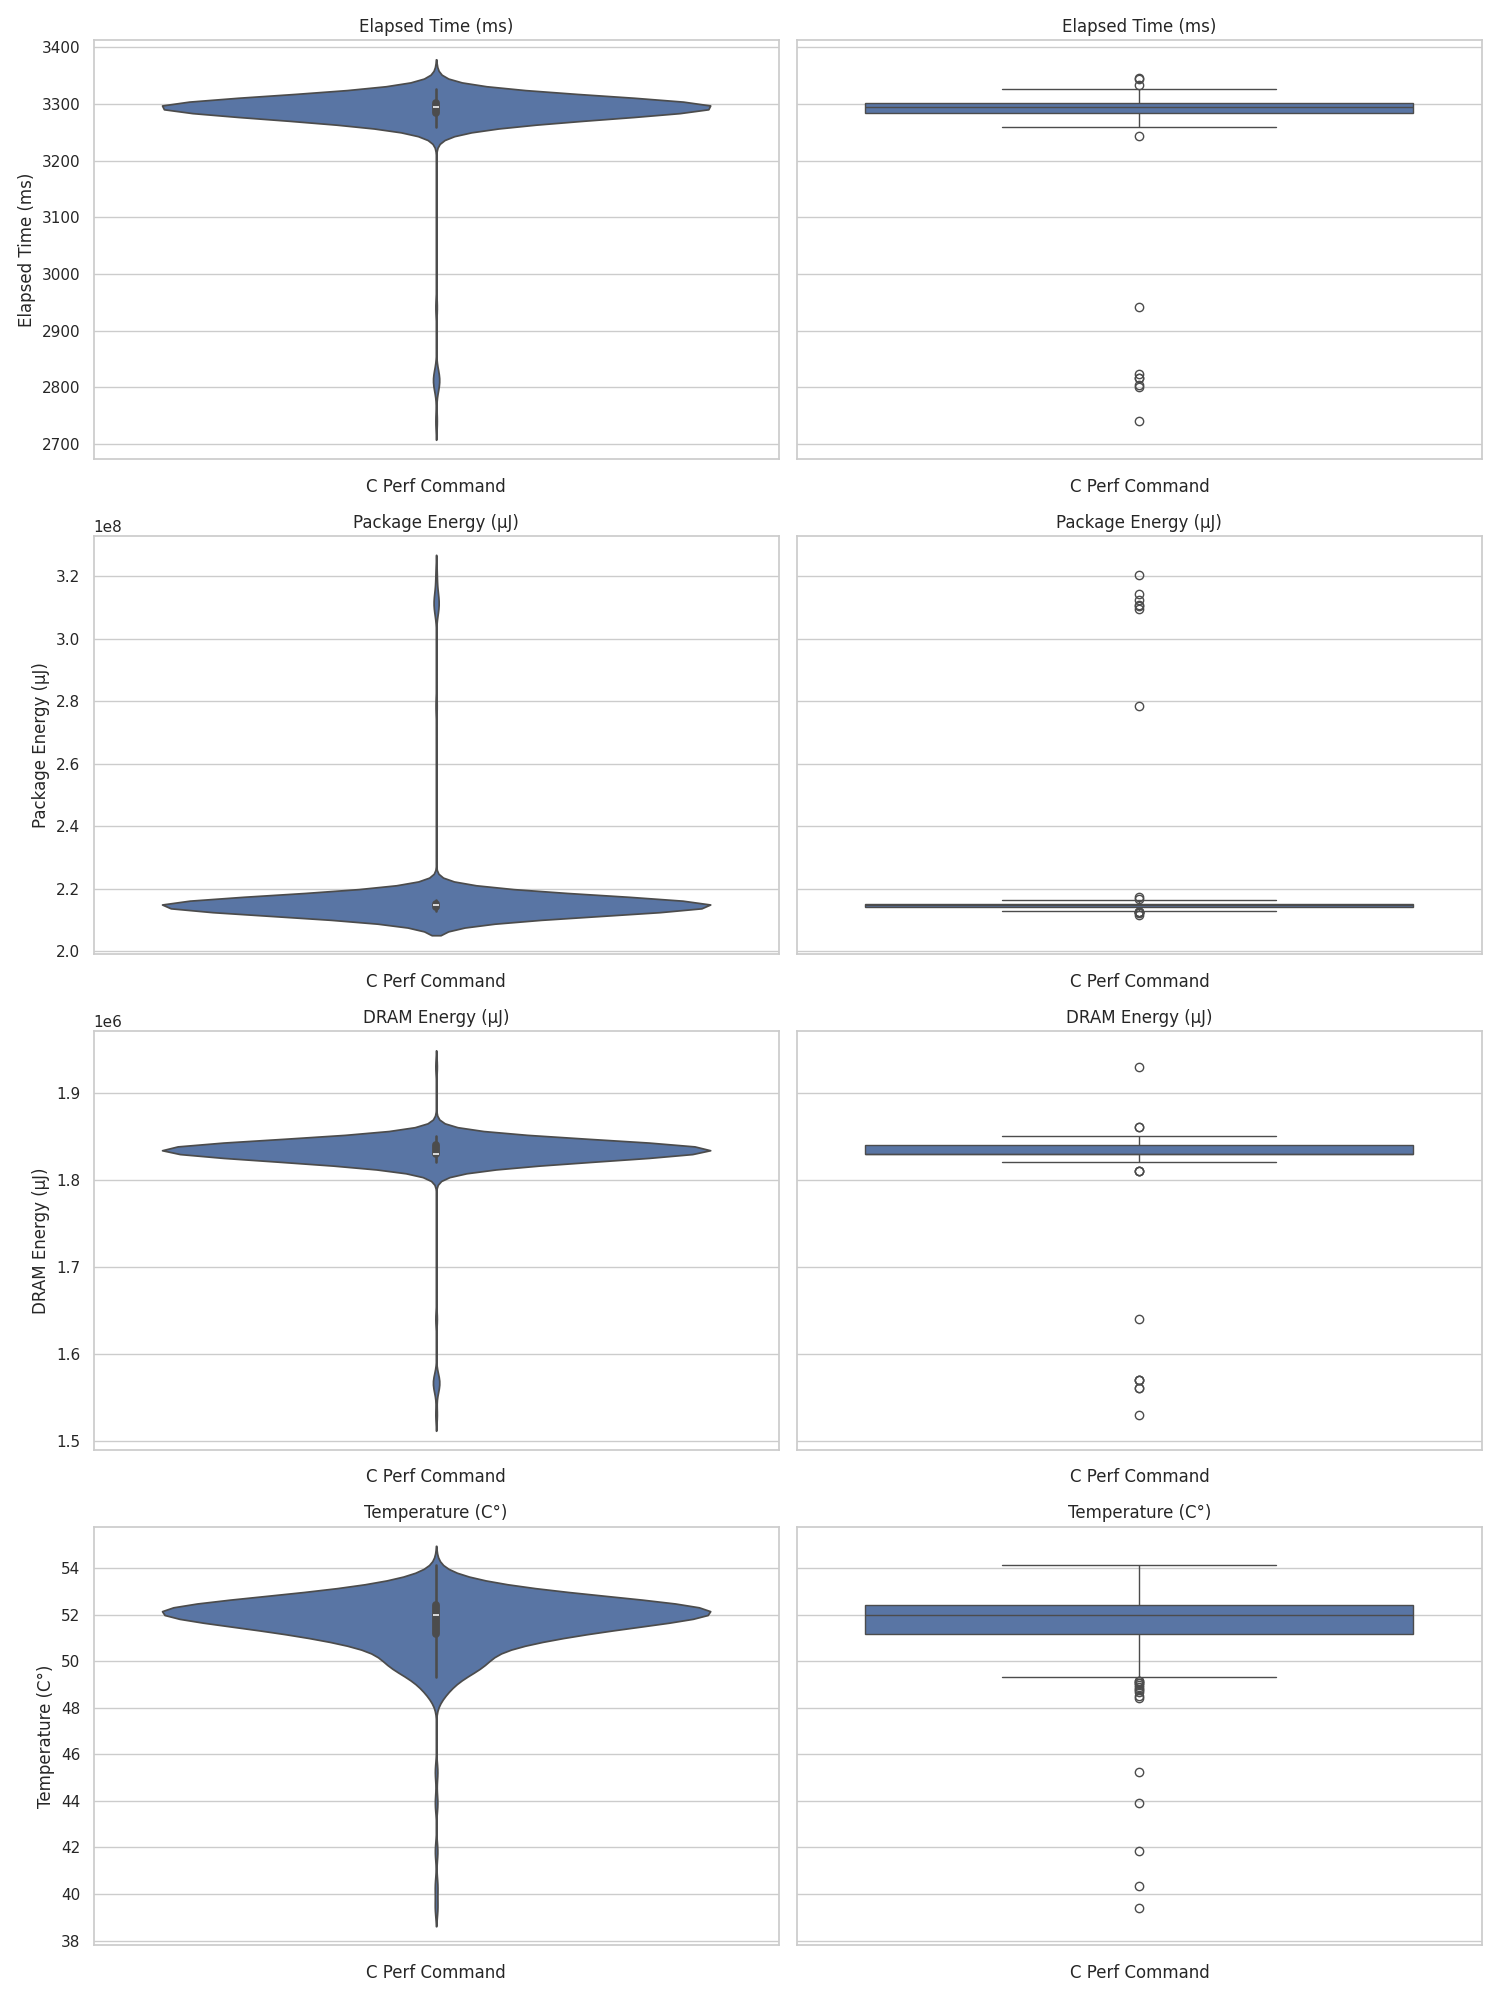 Elapsed Time (ms)
Elapsed Time (ms)
3400
3300
3200
3100
3000
2900
2800
2700
Elapsed Time (ms)
C Perf Command
C Perf Command
1e8
Package Energy (µJ)
Package Energy (µJ)
3.2
3.0
2.8
2.6
2.4
2.2
2.0
Package Energy (µJ)
C Perf Command
C Perf Command
1e6
DRAM Energy (µJ)
DRAM Energy (µJ)
1.9
1.8
1.7
1.6
1.5
DRAM Energy (µJ)
C Perf Command
C Perf Command
Temperature (C°)
Temperature (C°)
54
52
50
48
46
44
42
40
38
Temperature (C°)
C Perf Command
C Perf Command